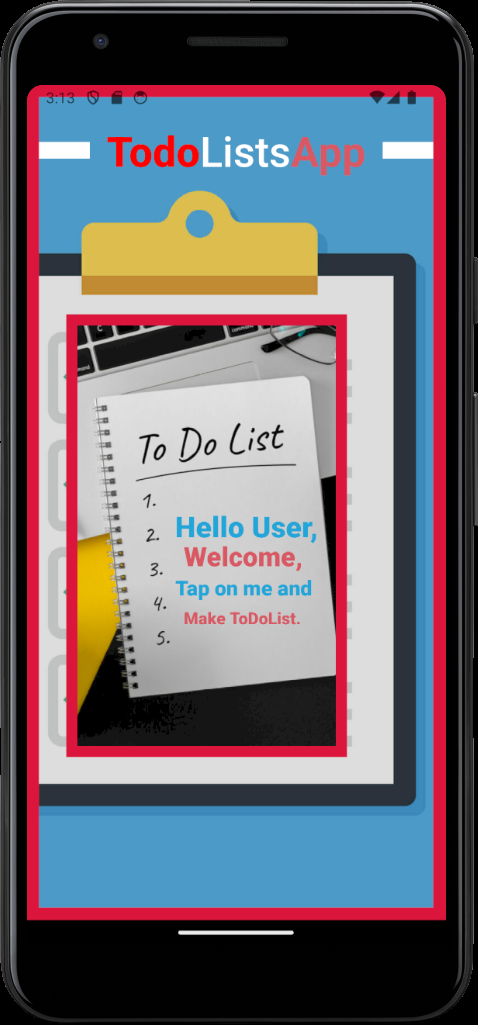 3:13
TodoListsApp
To Do List
1.
2.
3.
4.
5.
Hello User,
Welcome,
Tap on me and
Make ToDoList.